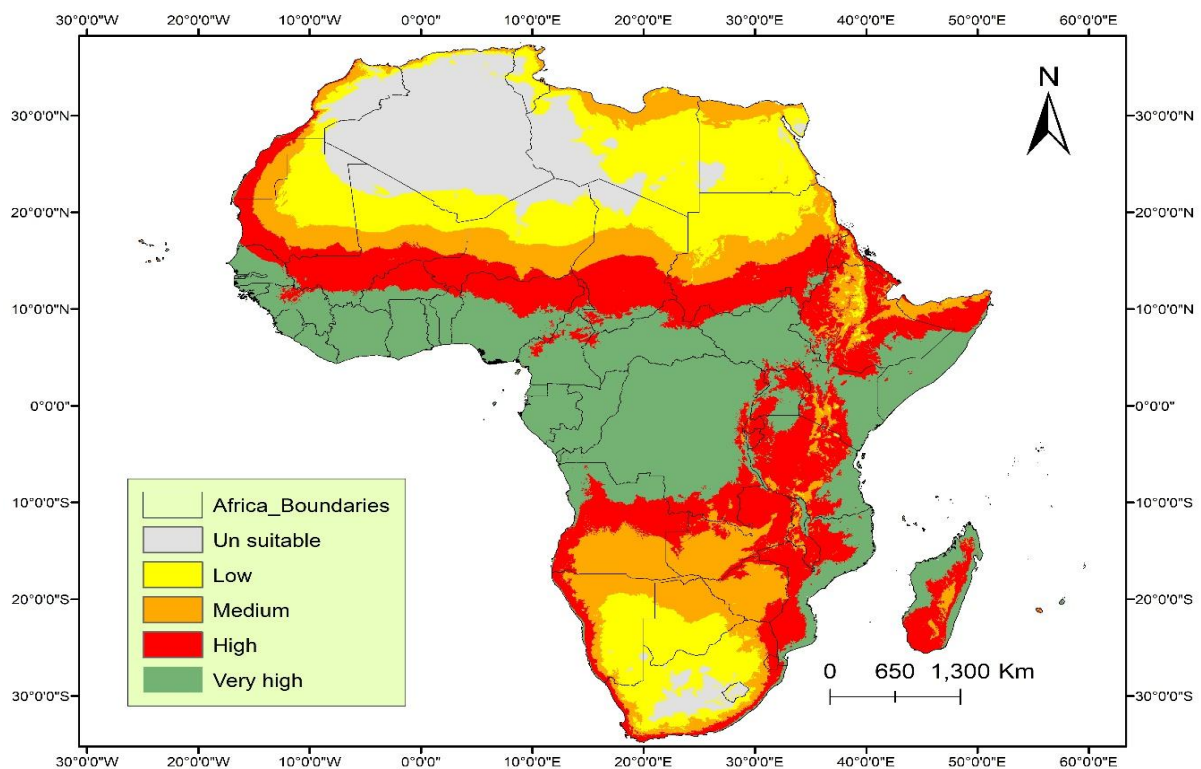 30°0'0"W 20°0'0"W 10°0'0"W 0°0'0"E 10°0'0"E 20°0'0"E 30°0'0"E 40°0'0"E 50°0'0"E 60°0'0"E
N
30°0'0"N 30°0'0"N
20°0'0"N 20°0'0"N
10°0'0"N 10°0'0"N
0°0'0" 0°0'0"
10°0'0"S 10°0'0"S
20°0'0"S 20°0'0"S
30°0'0"S 30°0'0"S
Africa_Boundaries
Un suitable
Low
Medium
High
Very high
0 650 1,300 Km
30°0'0"W 20°0'0"W 10°0'0"W 0°0'0"E 10°0'0"E 20°0'0"E 30°0'0"E 40°0'0"E 50°0'0"E 60°0'0"E